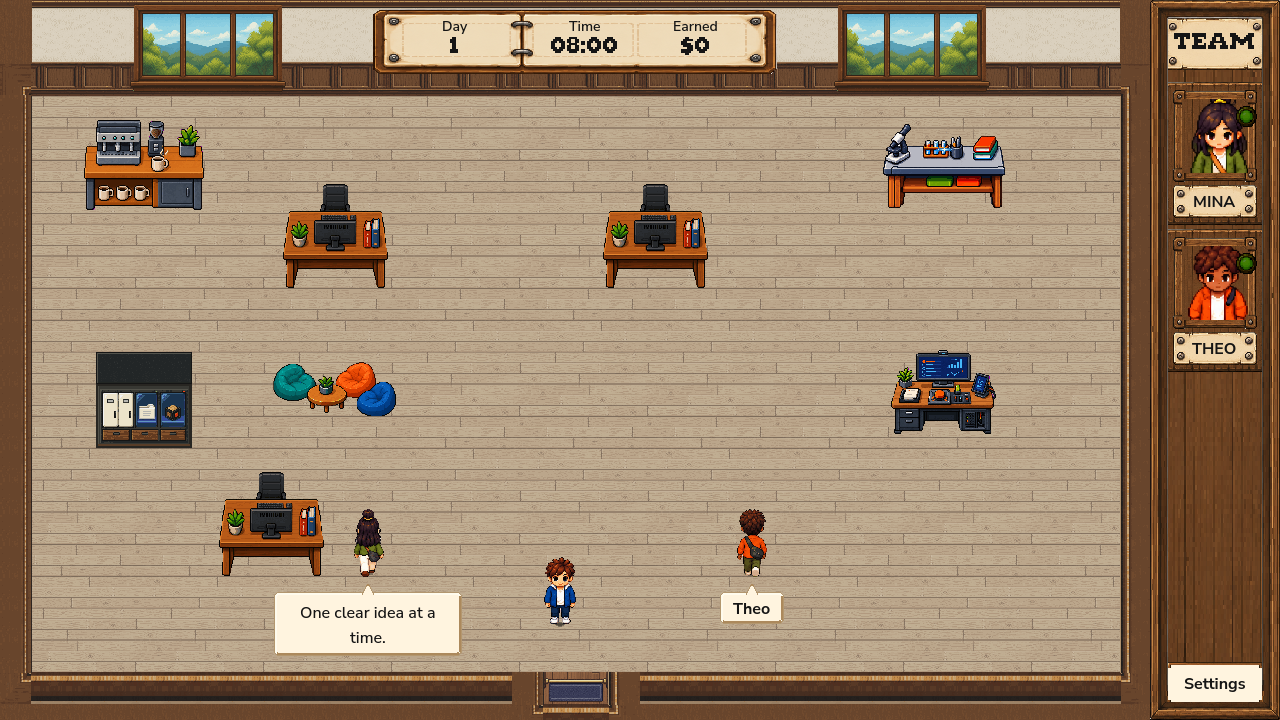 Day
1
Time
08:00
Earned
$0
TEAM
MINA
THEO
One clear idea at a
time.
Theo
Settings